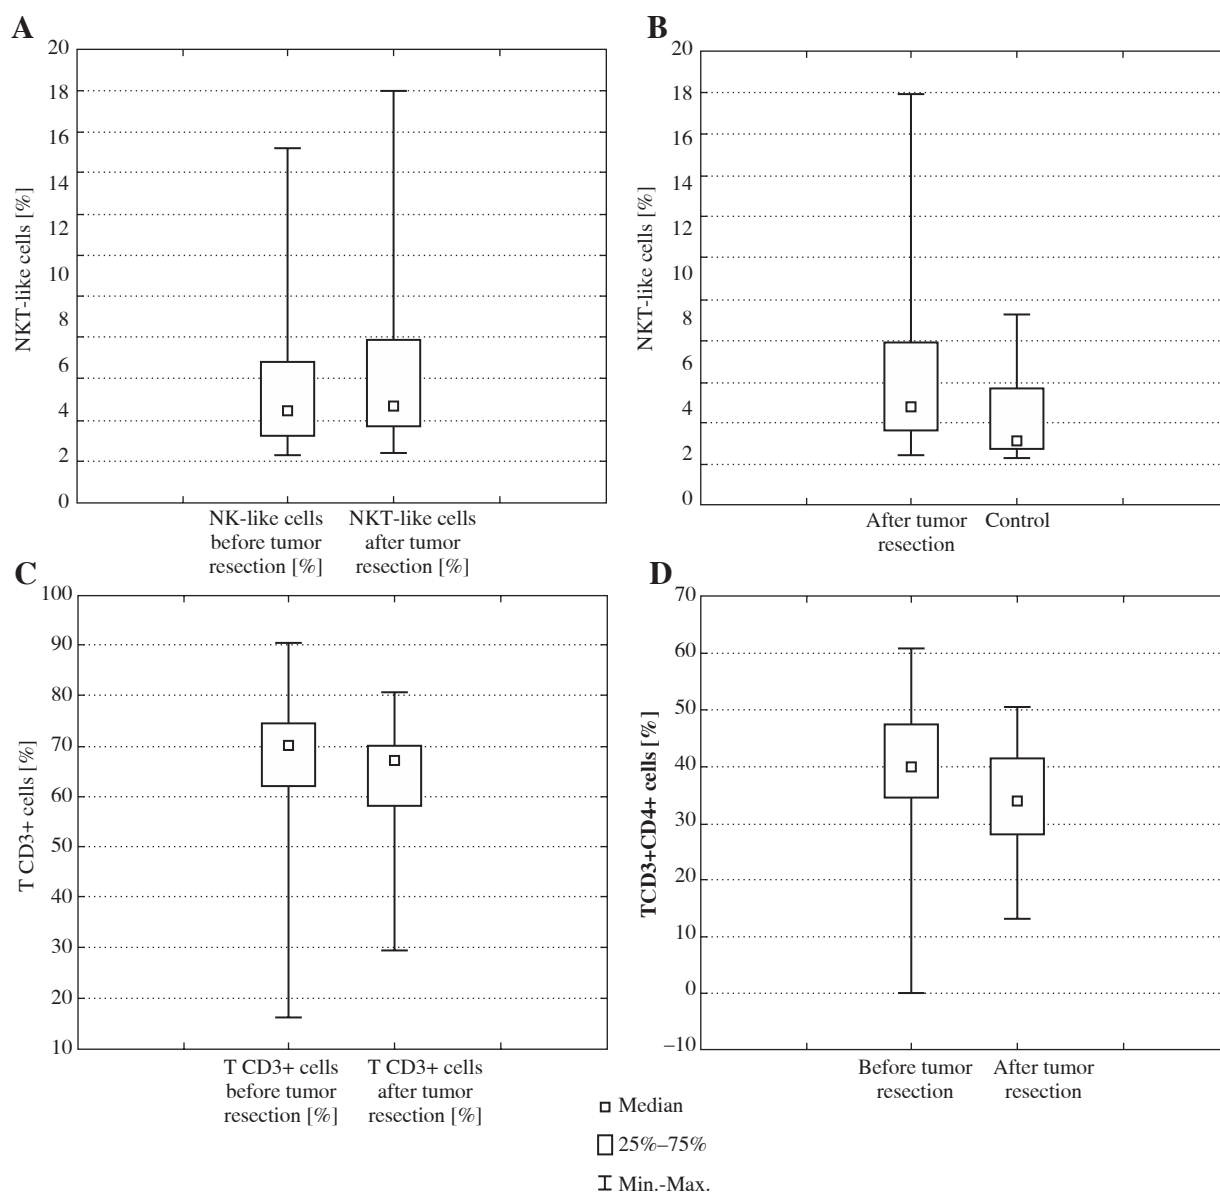 A
20
18
16
14
12
10
8
6
4
2
0
NKT-like cells [%]
NK-like cells
before tumor
resection [%]
NKT-like cells
after tumor
resection [%]
B
20
18
16
14
12
10
8
6
4
2
0
NKT-like cells [%]
After tumor
resection
Control
C
100
90
80
70
60
50
40
30
20
10
T CD3+ cells [%]
T CD3+ cells
before tumor
resection [%]
T CD3+ cells
after tumor
resection [%]
D
70
60
50
40
30
20
10
0
–10
TCD3+CD4+ cells [%]
Before tumor
resection
After tumor
resection
Median
25%–75%
Min.-Max.